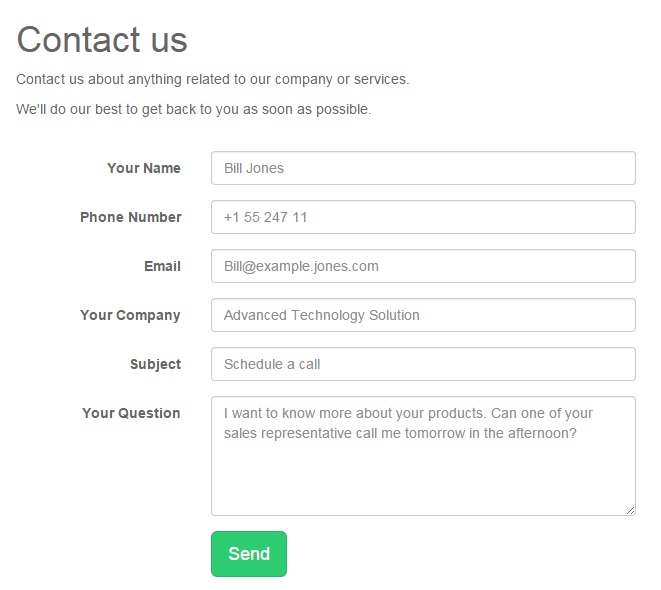 Contact us
Contact us about anything related to our company or services.
We'll do our best to get back to you as soon as possible.
Your Name Bill Jones
Phone Number +1 55 247 11
Email Bill@example.jones.com
Your Company Advanced Technology Solution
Subject Schedule a call
Your Question I want to know more about your products. Can one of your
sales representative call me tomorrow in the afternoon?
Send